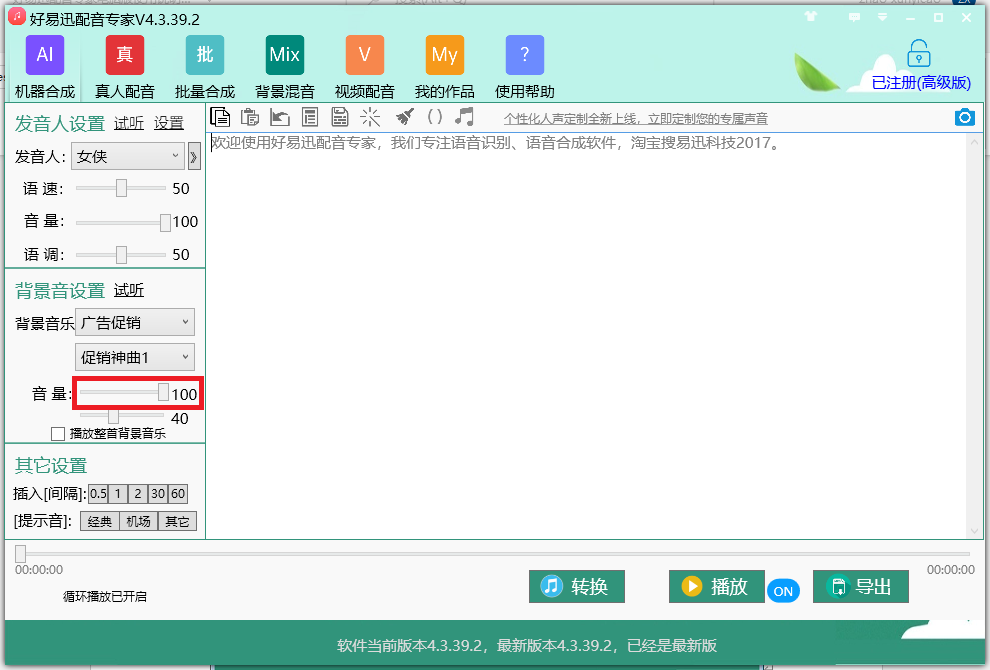 好易迅配音专家V4.3.39.2
AI 真 批 Mix V My ?
机器合成 真人配音 批量合成 背景混音 视频配音 我的作品 使用帮助
已注册(高级版)
发音人设置 试听 设置
个性化人声定制全新上线，立即定制您的专属声音
欢迎使用好易迅配音专家，我们专注语音识别、语音合成软件，淘宝搜易迅科技2017。
发音人: 女侠
语 速: 50
音 量: 100
语 调: 50
背景音设置 试听
背景音乐 广告促销
促销神曲1
音 量: 100
40
播放整首背景音乐
其它设置
插入[间隔]: 0.5 1 2 30 60
[提示音]: 经典 机场 其它
00:00:00 00:00:00
循环播放已开启
转换 播放 ON 导出
软件当前版本4.3.39.2，最新版本4.3.39.2，已经是最新版